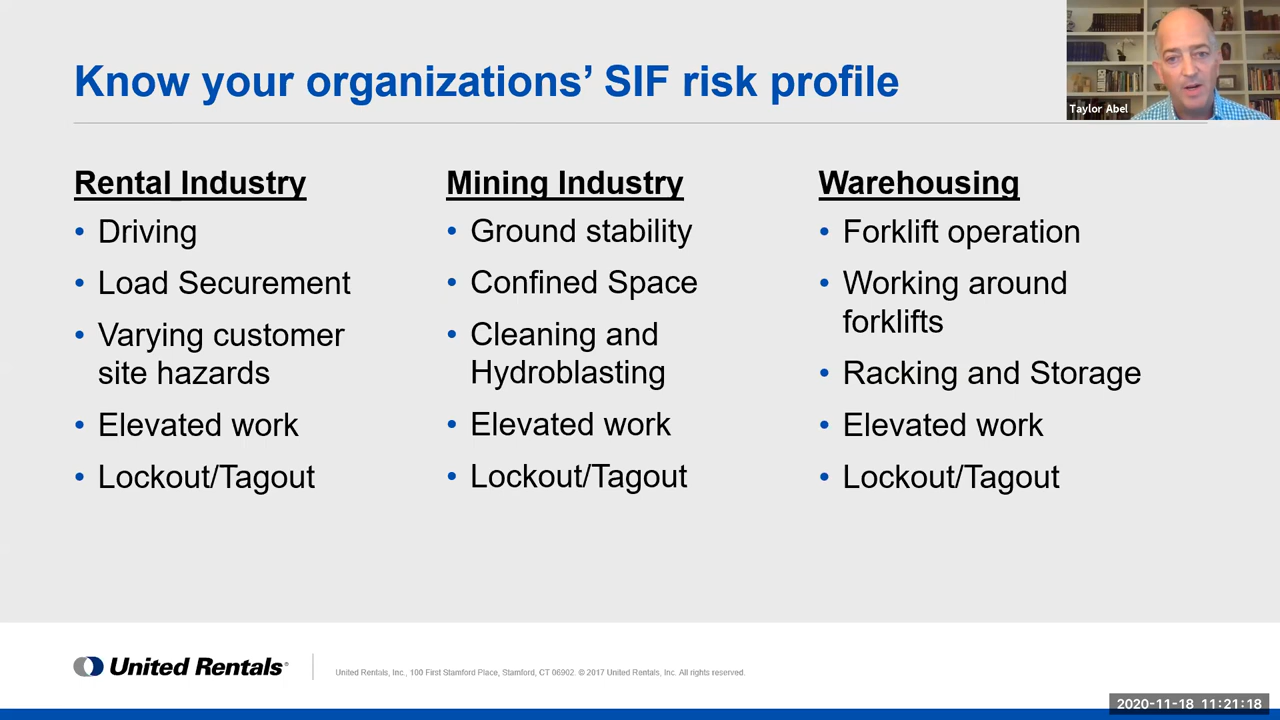 Know your organizations’ SIF risk profile
Taylor Abel
Rental Industry
• Driving
• Load Securement
• Varying customer
site hazards
• Elevated work
• Lockout/Tagout
Mining Industry
• Ground stability
• Confined Space
• Cleaning and
Hydroblasting
• Elevated work
• Lockout/Tagout
Warehousing
• Forklift operation
• Working around
forklifts
• Racking and Storage
• Elevated work
• Lockout/Tagout
United Rentals®
United Rentals, Inc., 100 First Stamford Place, Stamford, CT 06902. © 2017 United Rentals, Inc. All rights reserved.
2020-11-18 11:21:18